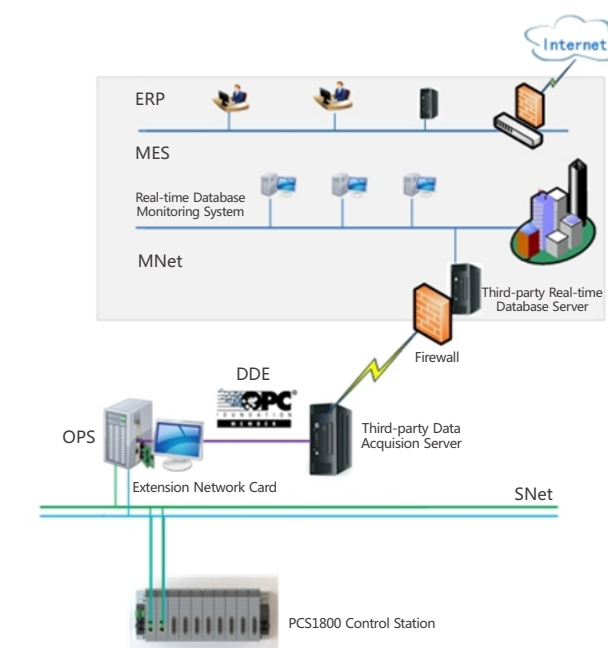 Internet
ERP
MES
Real-time Database
Monitoring System
MNet
Third-party Real-time
Database Server
Firewall
DDE
OPC
FOUNDATION
MEMBER
OPS
Third-party Data
Acquision Server
Extension Network Card
SNet
PCS1800 Control Station